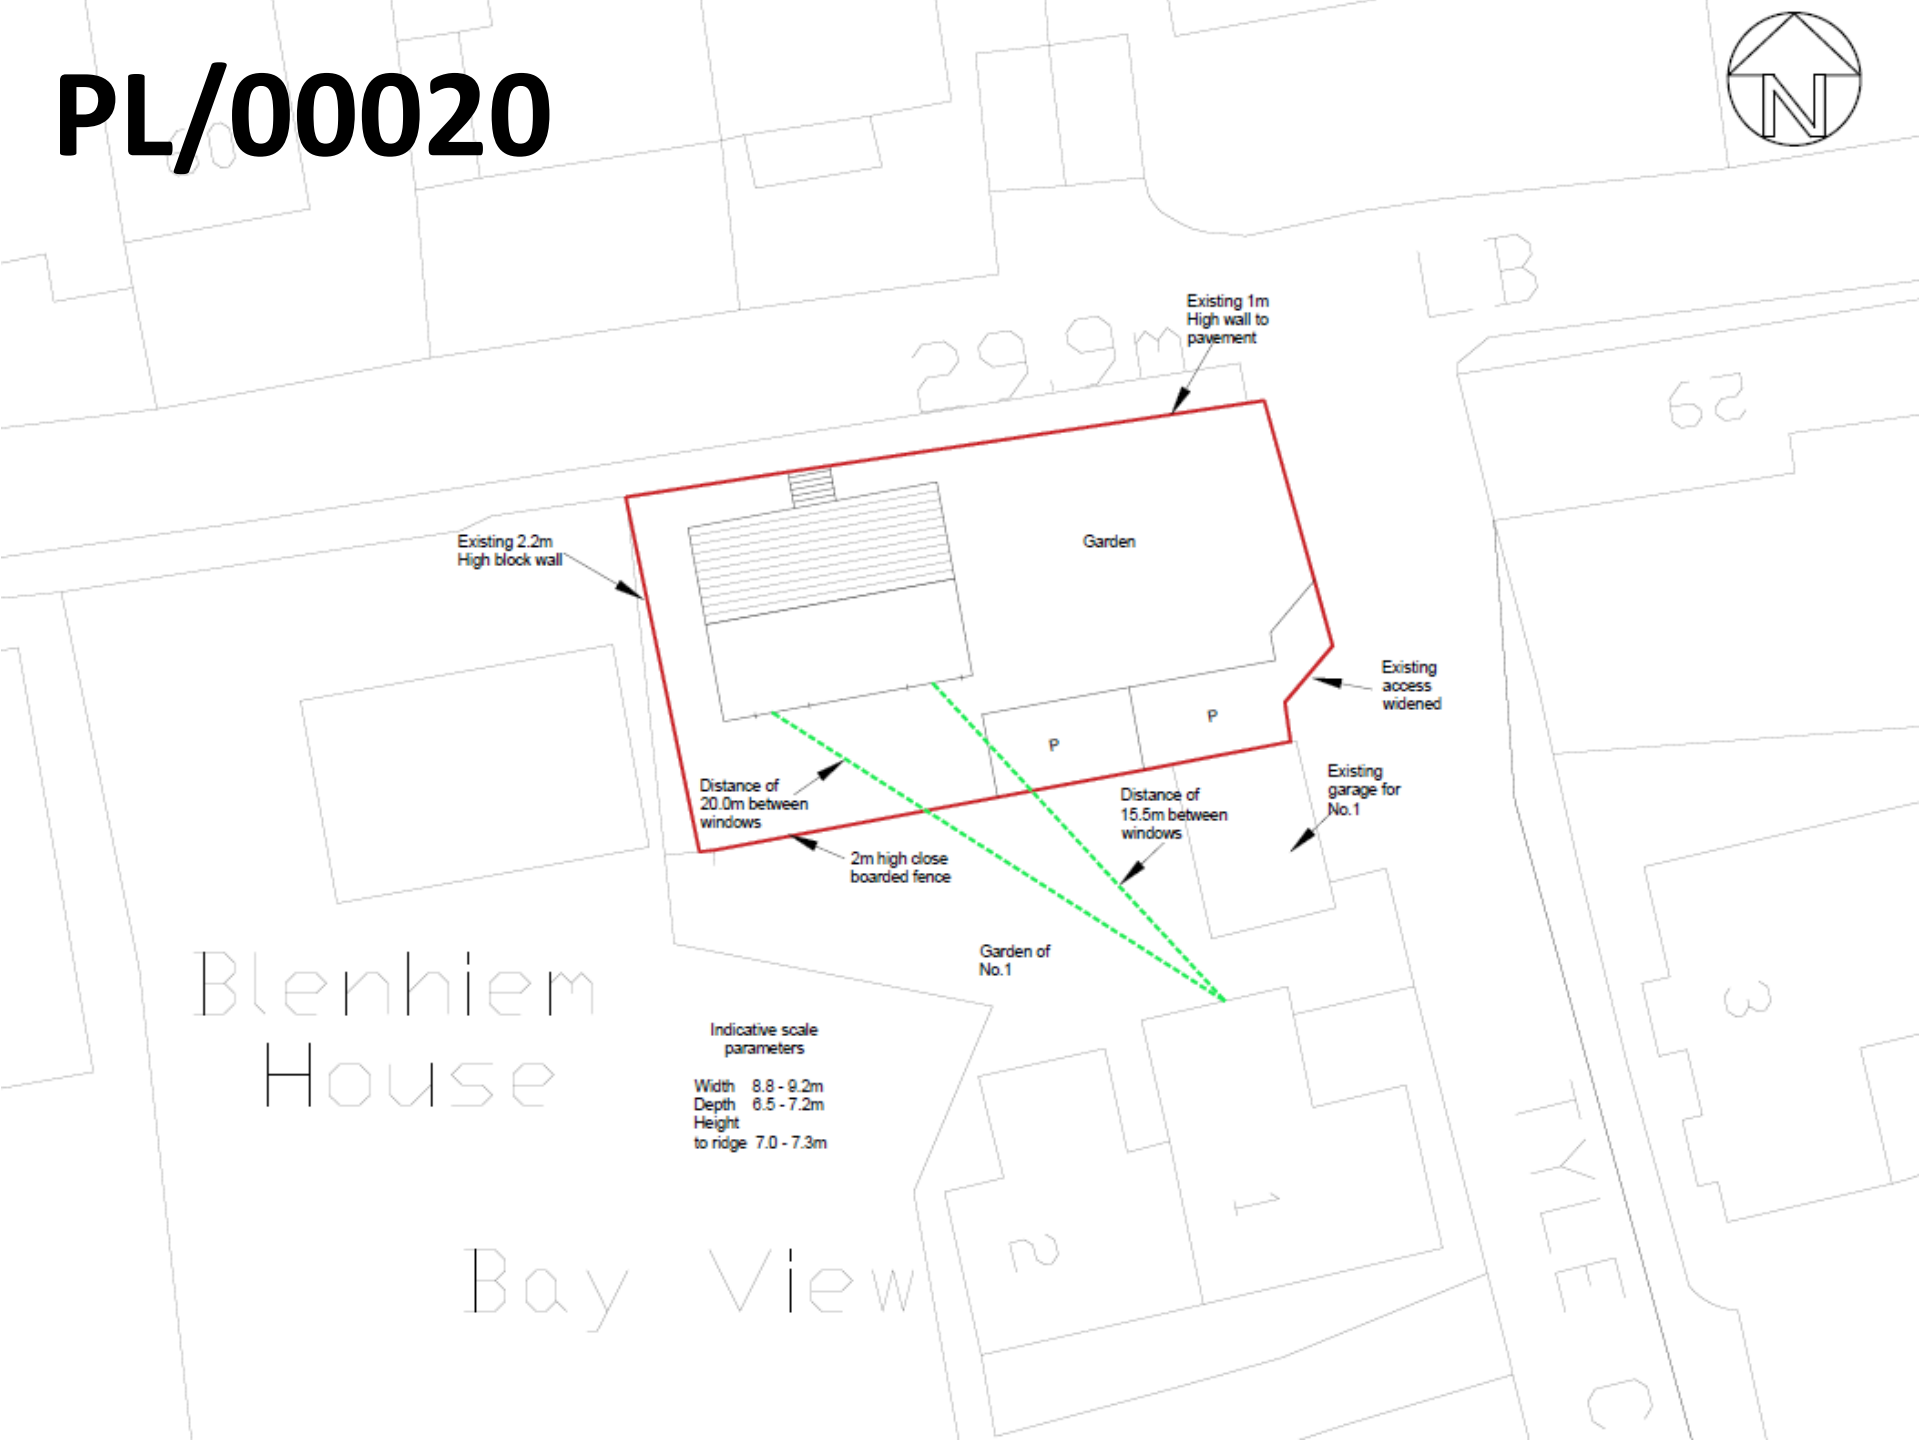 PL/00020
60
N
LB
Existing 1m
High wall to
pavement
29.9m
29
Existing 2.2m
High block wall
Garden
Existing
access
widened
P
P
Distance of
20.0m between
windows
Distance of
15.5m between
windows
Existing
garage for
No.1
2m high close
boarded fence
Garden of
No.1
Blenhiem
House
3
Indicative scale
parameters
Width 8.8 - 9.2m
Depth 6.5 - 7.2m
Height
to ridge 7.0 - 7.3m
1
2
Bay View
TYLE C